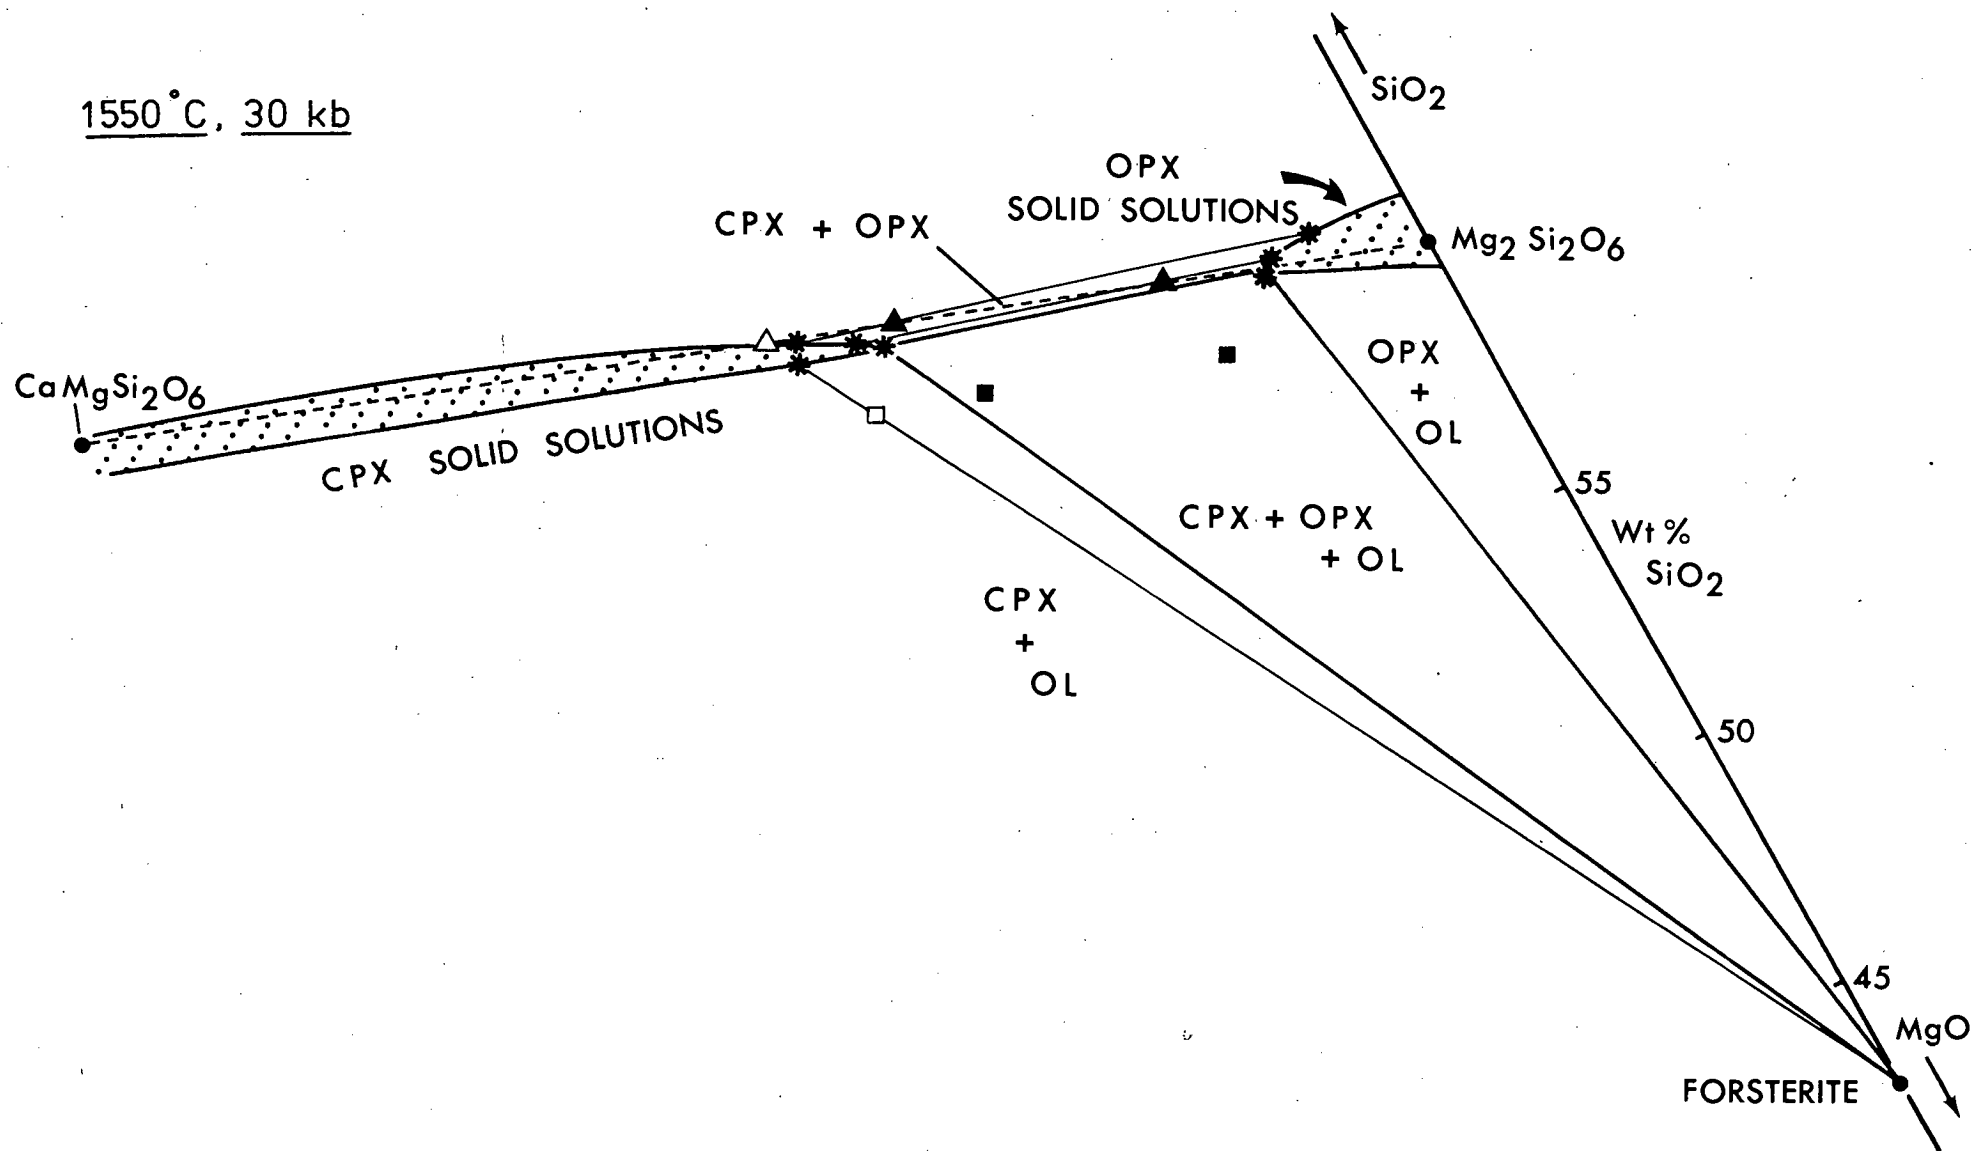 1550°C, 30 kb
SiO2
OPX
SOLID SOLUTIONS
CPX + OPX
Mg2 Si2O6
CaMgSi2O6
CPX SOLID SOLUTIONS
OPX
+
OL
55
Wt %
SiO2
CPX + OPX
+ OL
CPX
+
OL
50
45
MgO
FORSTERITE